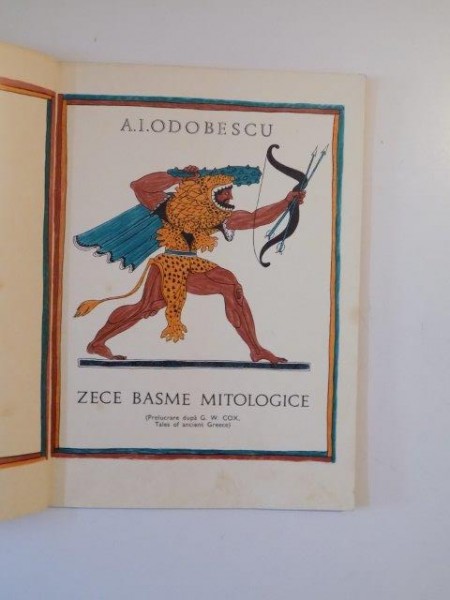 A.I.ODOBESCU
ZECE BASME MITOLOGICE
(Prelucrare după G. W. COX,
Tales of ancient Greece)